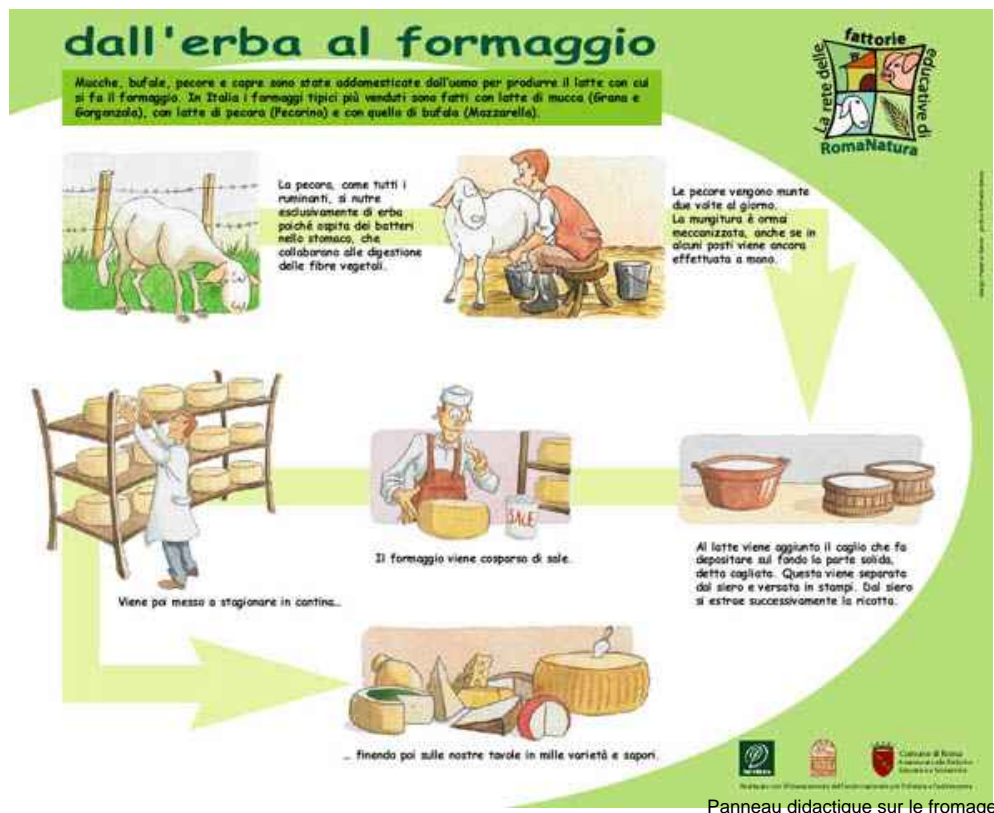 dall'erba al formaggio
Mucche, bufale, pecore e capre sono state addomesticate dall'uomo per produrre il latte con cui
si fa il formaggio. In Italia i formaggi tipici più venduti sono fatti con latte di mucca (Grana e
Gorgonzola), con latte di pecora (Pecorino) e con quello di bufala (Mozzarella).
La rete delle
fattorie
educative di
RomaNatura
La pecora, come tutti i
ruminanti, si nutre
esclusivamente di erba
poiché ospita dei batteri
nello stomaco, che
collaborano alle digestione
delle fibre vegetali.
Le pecore vengono munte
due volte al giorno.
La mungitura è ormai
meccanizzata, anche se in
alcuni posti viene ancora
effettuata a mano.
Al latte viene aggiunto il caglio che fa
depositare sul fondo la parte solida,
detta cagliata. Questa viene separata
dal siero e versata in stampi. Dal siero
si estrae successivamente la ricotta.
SALE
Il formaggio viene cosparso di sale.
Viene poi messo a stagionare in cantina...
... finendo poi sulle nostre tavole in mille varietà e sapori.
Comune di Roma
Panneau didactique sur le fromage